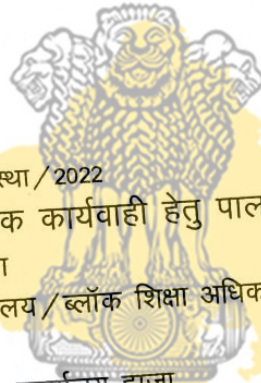 स्था/2022
क कार्यवाही हेतु पाल
लय/ब्लॉक शिक्षा अधिक